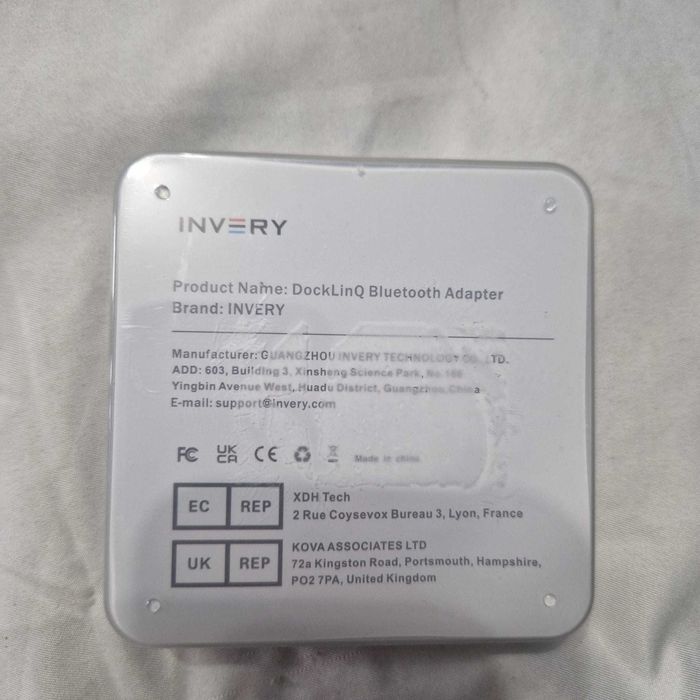 INVERY
Product Name: DockLinQ Bluetooth Adapter
Brand: INVERY
Manufacturer: GUANGZHOU INVERY TECHNOLOGY CO., LTD.
ADD: 603, Building 3, Xinsheng Science Park, No.166
Yingbin Avenue West, Huadu District, Guangzhou, China
E-mail: support@invery.com
FC UK CA CE Made in china
EC REP
XDH Tech
2 Rue Coysevox Bureau 3, Lyon, France
UK REP
KOVA ASSOCIATES LTD
72a Kingston Road, Portsmouth, Hampshire,
PO2 7PA, United Kingdom